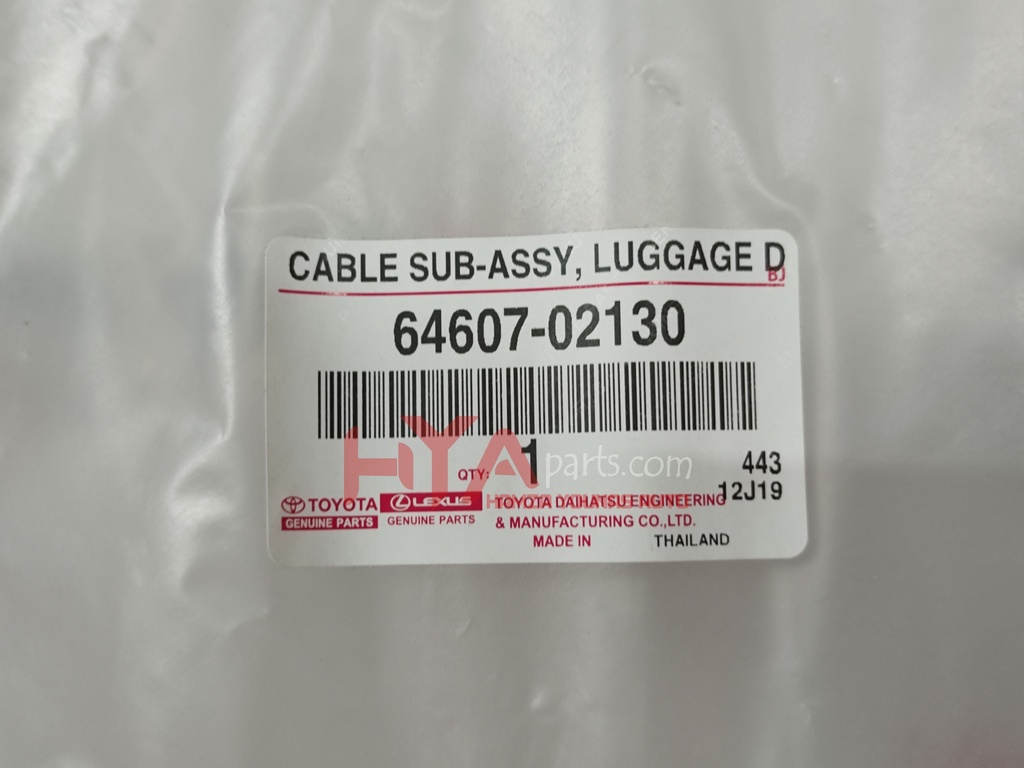 CABLE SUB-ASSY, LUGGAGE D
BJ
64607-02130
HYAparts.com
QTY: 1
443
12J19
TOYOTA
GENUINE PARTS
LEXUS
GENUINE PARTS
TOYOTA DAIHATSU ENGINEERING
& MANUFACTURING CO.,LTD.
MADE IN THAILAND